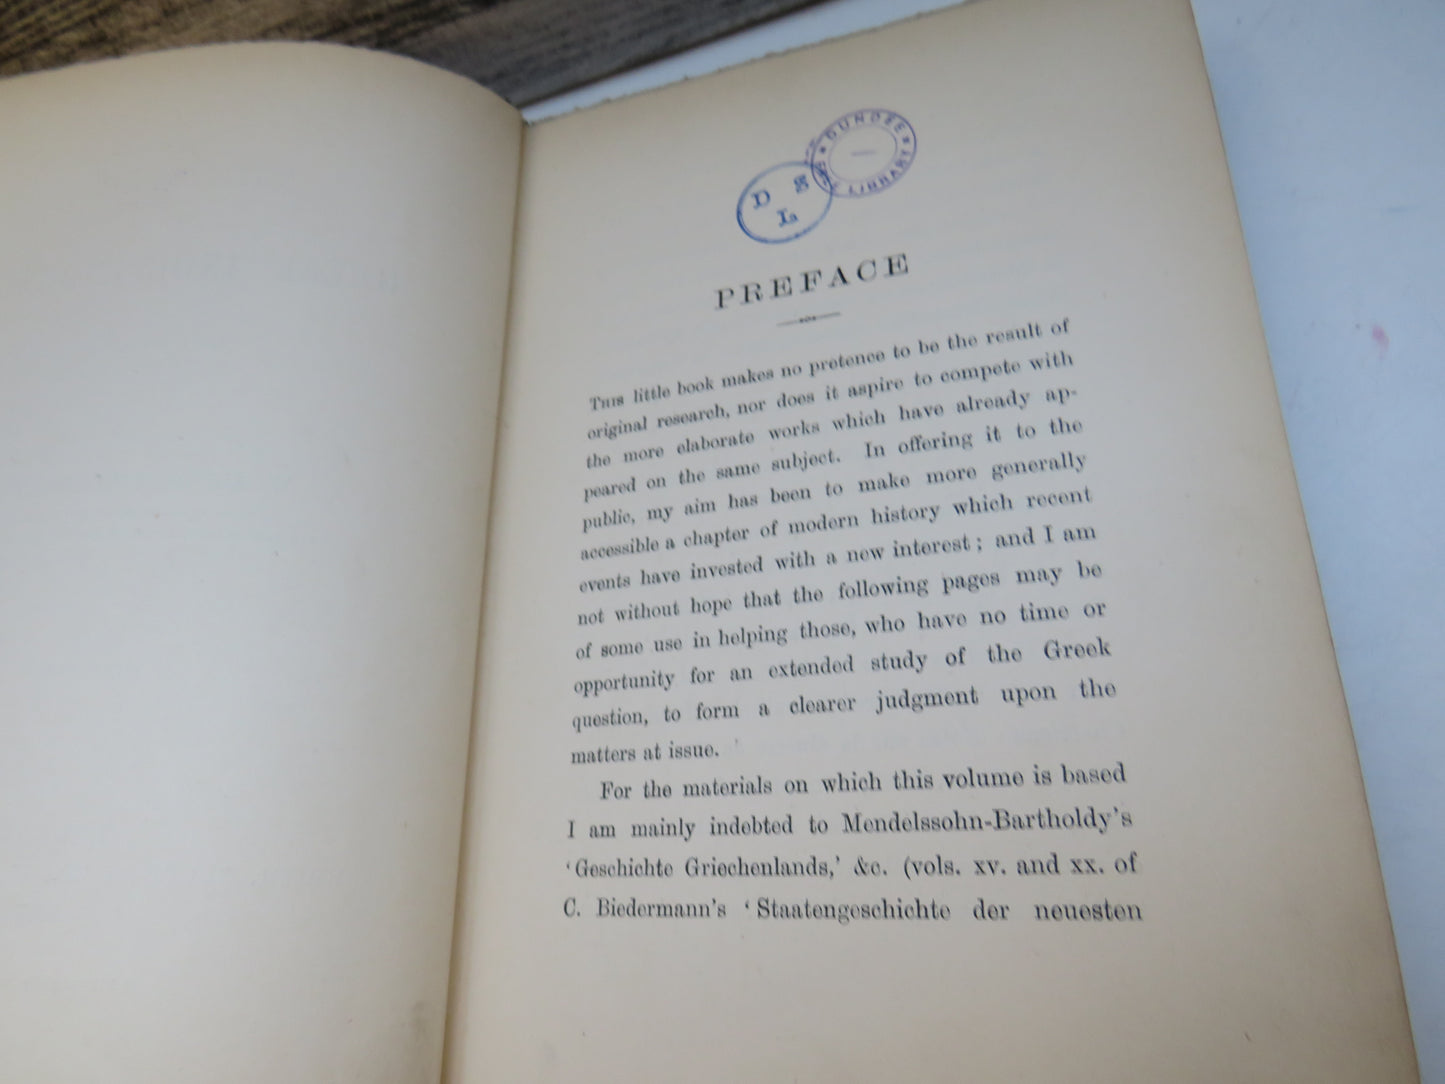 DUNDEE
LIBRARY
D S
L
PREFACE
THIS little book makes no pretence to be the result of
original research, nor does it aspire to compete with
the more elaborate works which have already ap-
peared on the same subject. In offering it to the
public, my aim has been to make more generally
accessible a chapter of modern history which recent
events have invested with a new interest; and I am
not without hope that the following pages may be
of some use in helping those, who have no time or
opportunity for an extended study of the Greek
question, to form a clearer judgment upon the
matters at issue.
For the materials on which this volume is based
I am mainly indebted to Mendelssohn-Bartholdy's
'Geschichte Griechenlands,' &c. (vols. xv. and xx. of
C. Biedermann's 'Staatengeschichte der neuesten